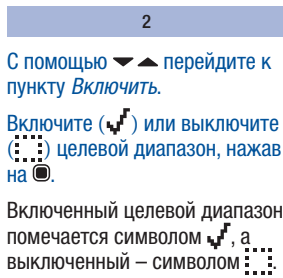 2
С помощью ▼ ▲ перейдите к
пункту Включить.
Включите (✔) или выключите
(⬚) целевой диапазон, нажав
на ▣.
Включенный целевой диапазон
помечается символом ✔, а
выключенный – символом ⬚.